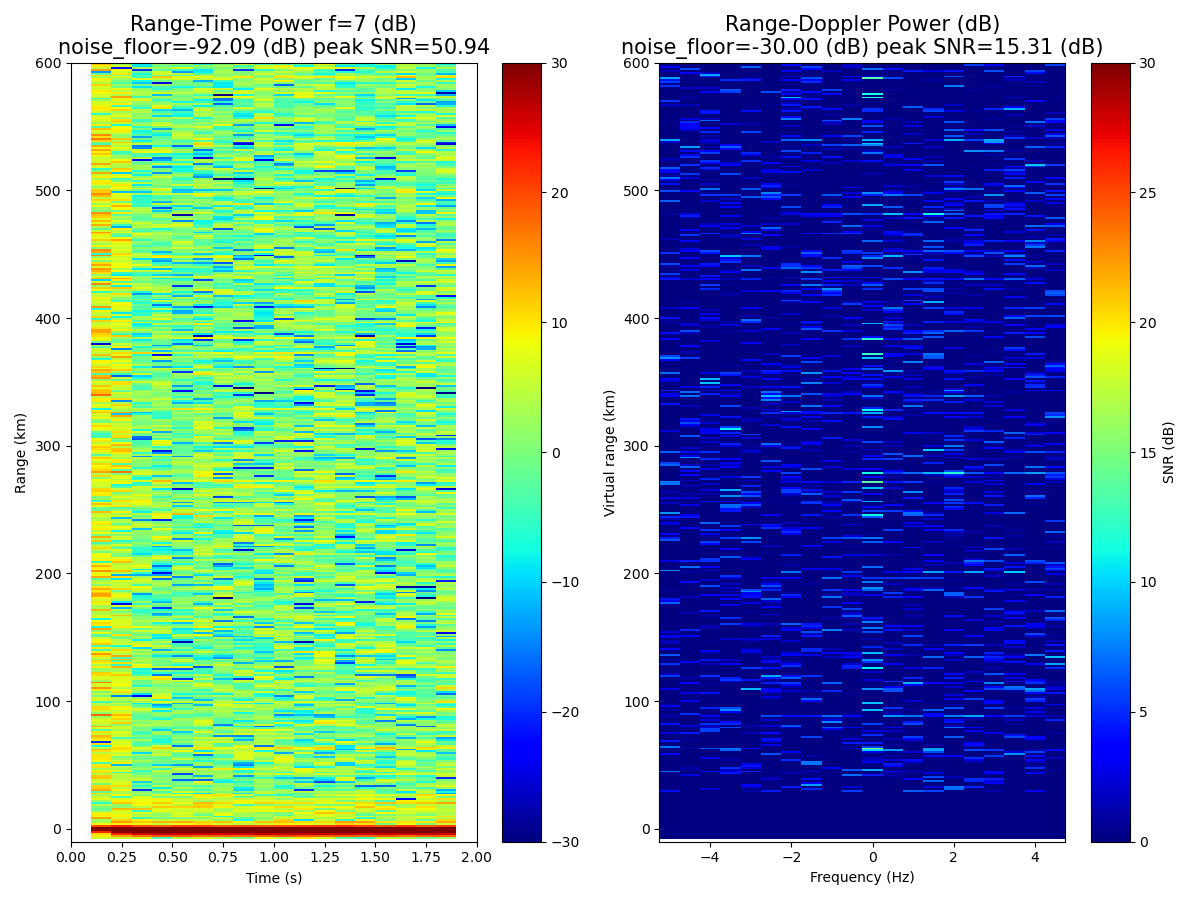 Range-Time Power f=7 (dB)
noise_floor=-92.09 (dB) peak SNR=50.94
Range-Doppler Power (dB)
noise_floor=-30.00 (dB) peak SNR=15.31 (dB)
600
500
400
300
200
100
0
Range (km)
0.00 0.25 0.50 0.75 1.00 1.25 1.50 1.75 2.00
Time (s)
30
20
10
0
−10
−20
−30
600
500
400
300
200
100
0
Virtual range (km)
−4 −2 0 2 4
Frequency (Hz)
30
25
20
15
10
5
0
SNR (dB)